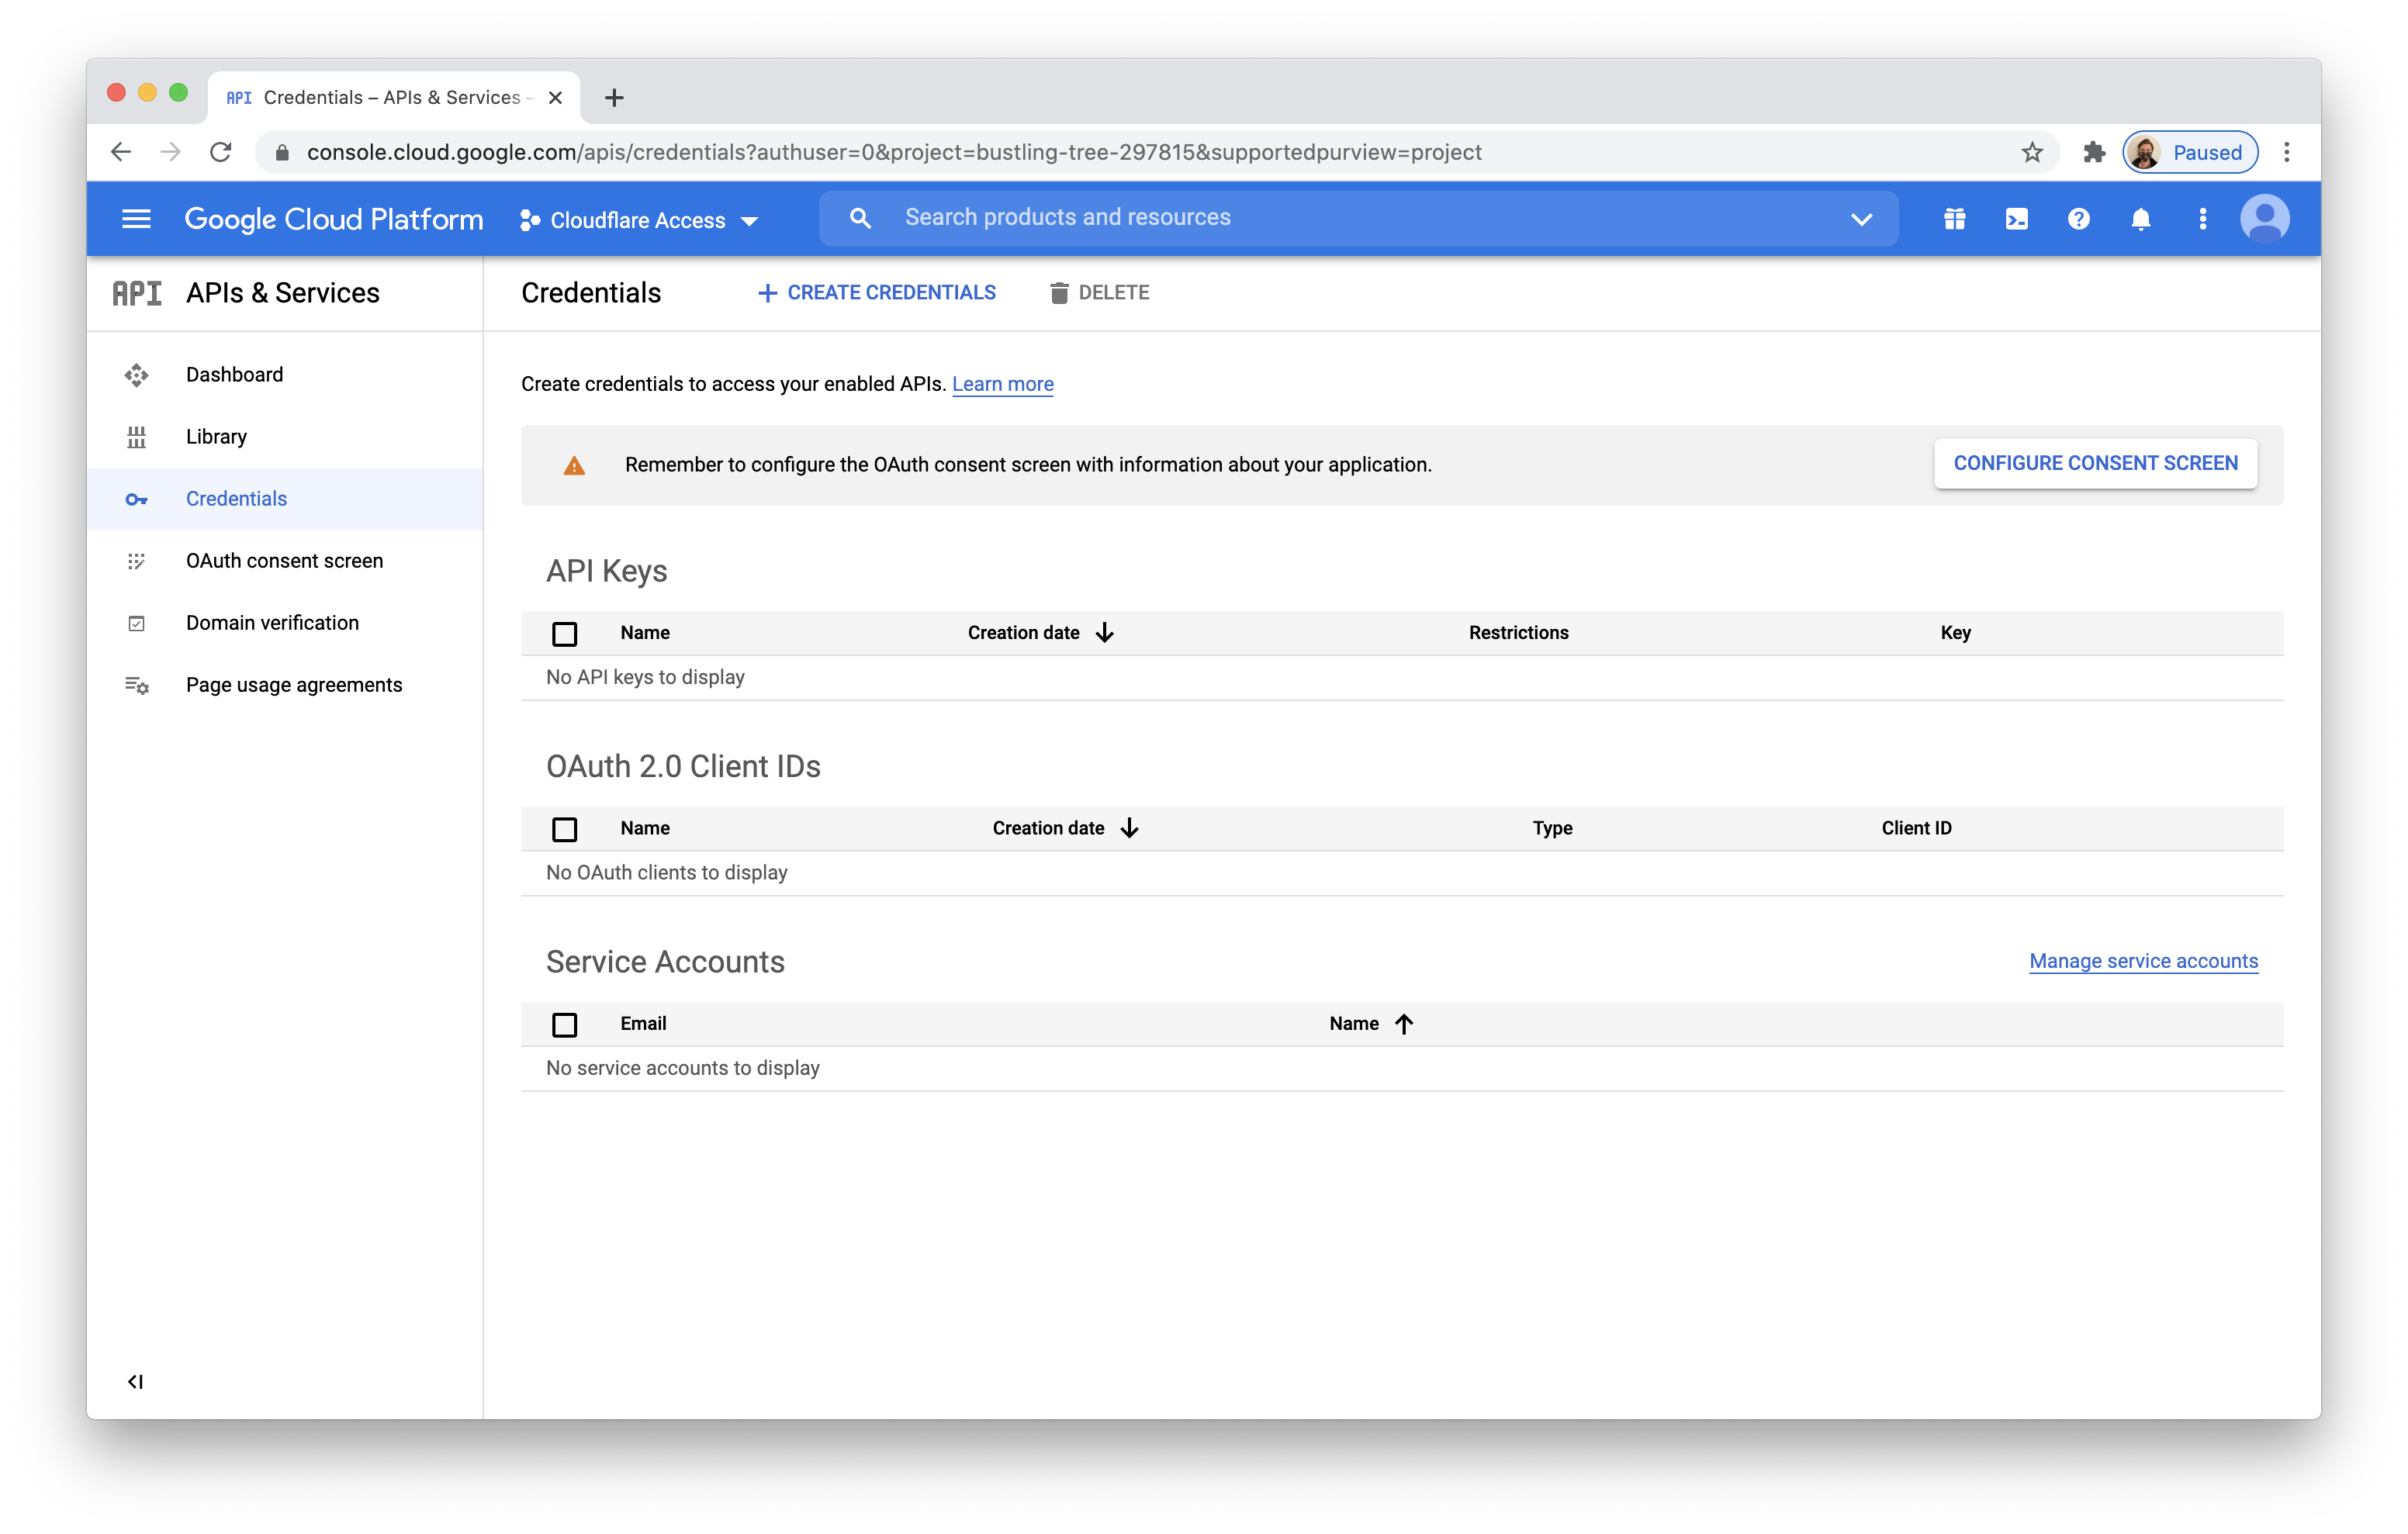 API Credentials – APIs & Services –
console.cloud.google.com/apis/credentials?authuser=0&project=bustling-tree-297815&supportedpurview=project
Paused
Google Cloud Platform
Cloudflare Access
Search products and resources
API APIs & Services
Credentials
CREATE CREDENTIALS
DELETE
Dashboard
Library
Credentials
OAuth consent screen
Domain verification
Page usage agreements
Create credentials to access your enabled APIs. Learn more
Remember to configure the OAuth consent screen with information about your application.
CONFIGURE CONSENT SCREEN
API Keys
Name Creation date Restrictions Key
No API keys to display
OAuth 2.0 Client IDs
Name Creation date Type Client ID
No OAuth clients to display
Service Accounts
Manage service accounts
Email Name
No service accounts to display